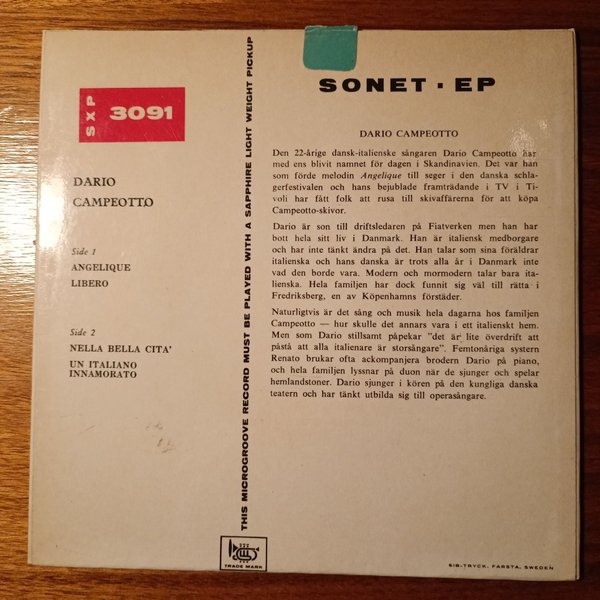 SXP 3091
DARIO
CAMPEOTTO
Side 1
ANGELIQUE
LIBERO
Side 2
NELLA BELLA CITA'
UN ITALIANO
INNAMORATO
THIS MICROGROOVE RECORD MUST BE PLAYED WITH A SAPPHIRE LIGHT WEIGHT PICKUP
TRADE MARK
SONET · EP
DARIO CAMPEOTTO
Den 22-årige dansk-italienske sångaren Dario Campeotto har
med ens blivit namnet för dagen i Skandinavien. Det var han
som förde melodin Angelique till seger i den danska schla-
gerfestivalen och hans bejublade framträdande i TV i Ti-
voli har fått folk att rusa till skivaffärerna för att köpa
Campeotto-skivor.
Dario är son till driftsledaren på Fiatverken men han har
bott hela sitt liv i Danmark. Han är italiensk medborgare
och har inte tänkt ändra på det. Han talar som sina föräldrar
italienska och hans danska är trots alla år i Danmark inte
vad den borde vara. Modern och mormodern talar bara ita-
lienska. Hela familjen har dock funnit sig väl till rätta i
Fredriksberg, en av Köpenhamns förstäder.
Naturligtvis är det sång och musik hela dagarna hos familjen
Campeotto — hur skulle det annars vara i ett italienskt hem.
Men som Dario stillsamt påpekar "det är lite överdrift att
påstå att alla italienare är storsångare". Femtonåriga systern
Renato brukar ofta ackompanjera brodern Dario på piano,
och hela familjen lyssnar på duon när de sjunger och spelar
hemlandstoner. Dario sjunger i kören på den kungliga danska
teatern och har tänkt utbilda sig till operasångare.
SIB-TRYCK, FARSTA, SWEDEN